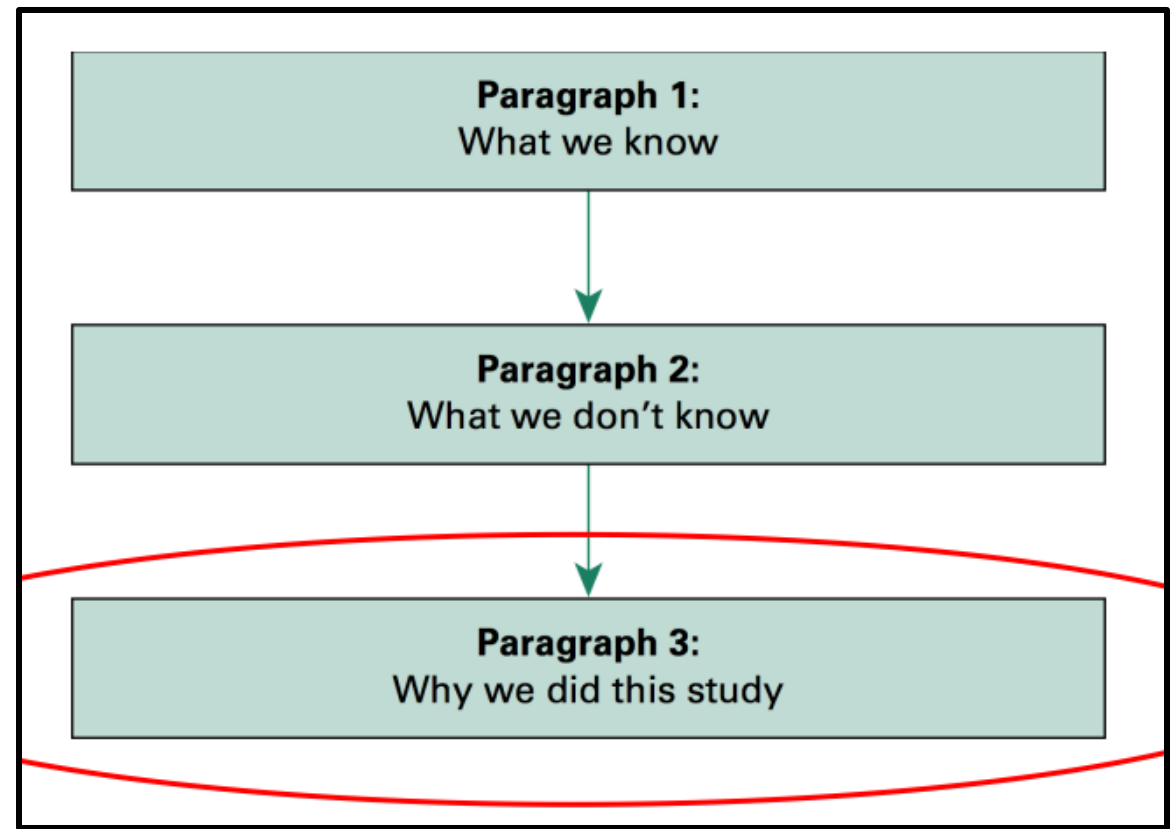 Paragraph 1:
What we know
Paragraph 2:
What we don’t know
Paragraph 3:
Why we did this study